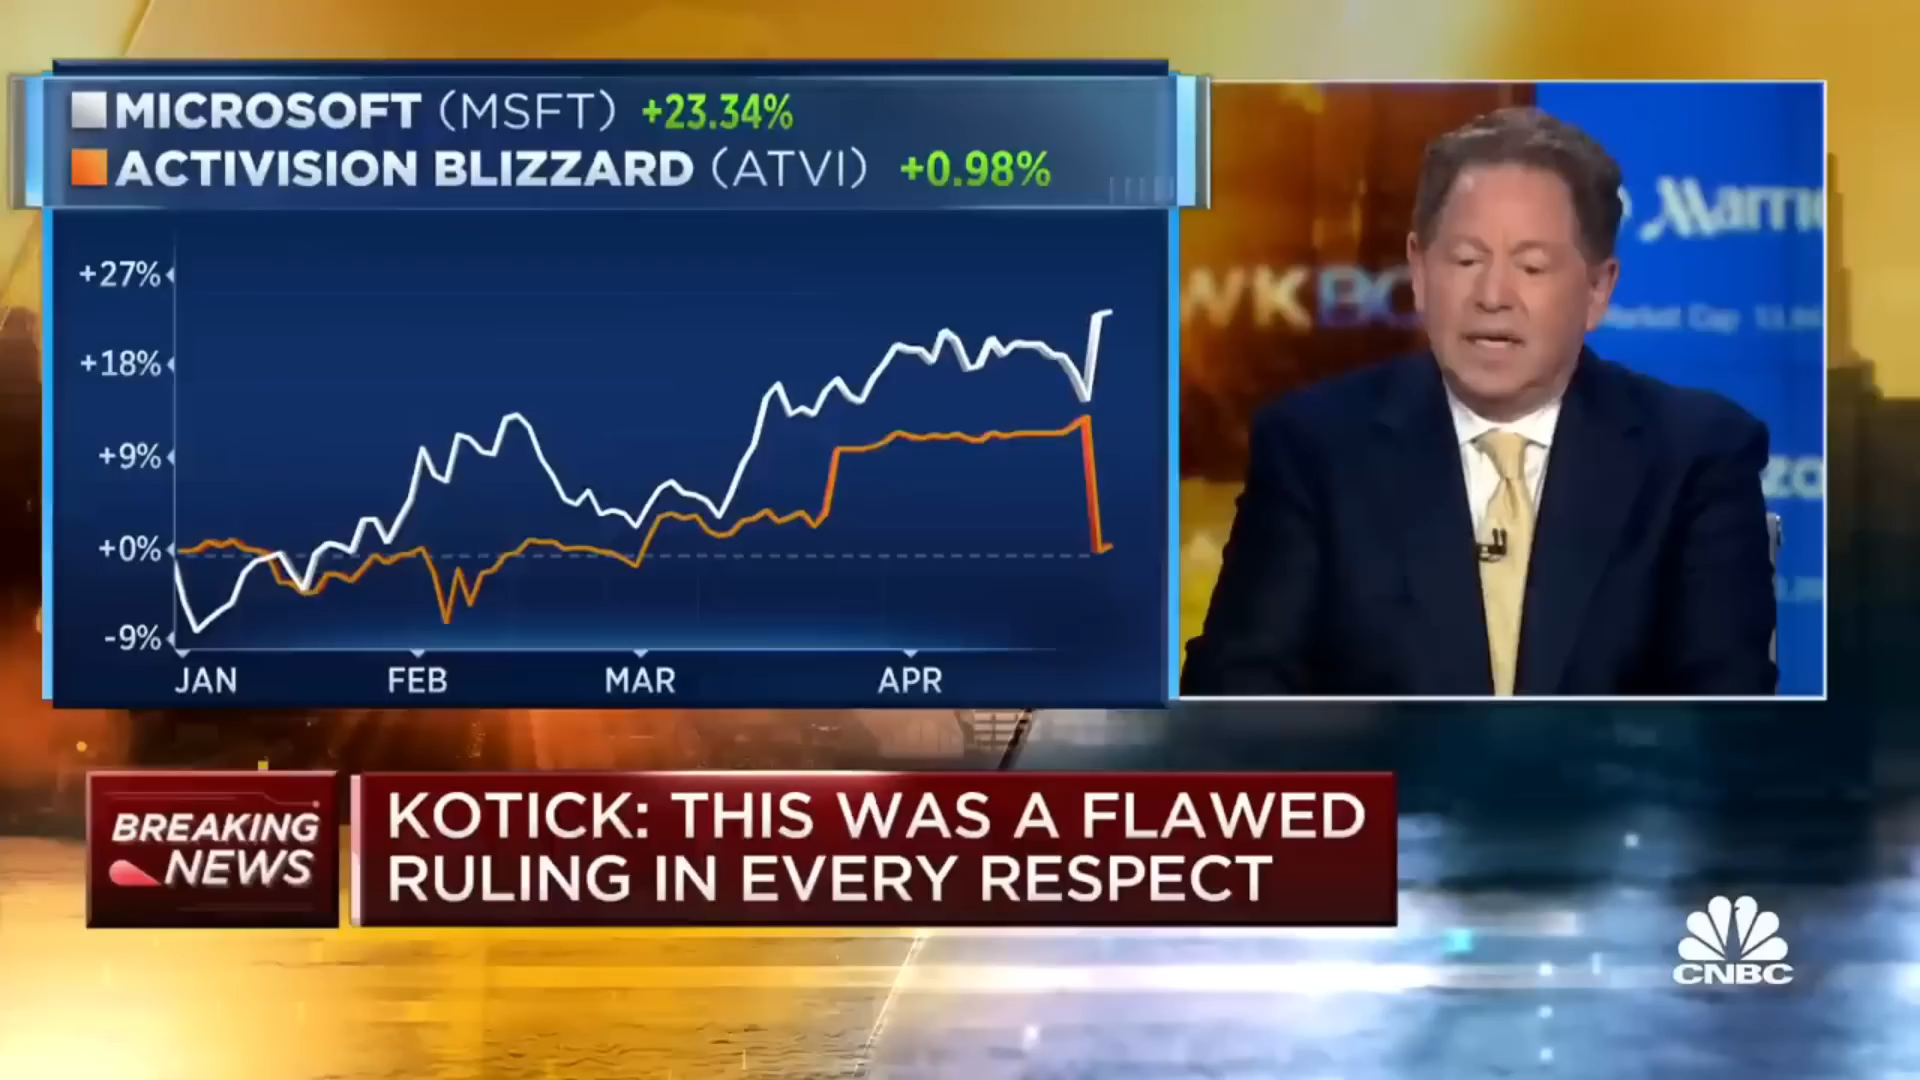 MICROSOFT (MSFT) +23.34%
ACTIVISION BLIZZARD (ATVI) +0.98%
+27%
+18%
+9%
+0%
-9%
JAN FEB MAR APR
BREAKING
NEWS
KOTICK: THIS WAS A FLAWED
RULING IN EVERY RESPECT
CNBC